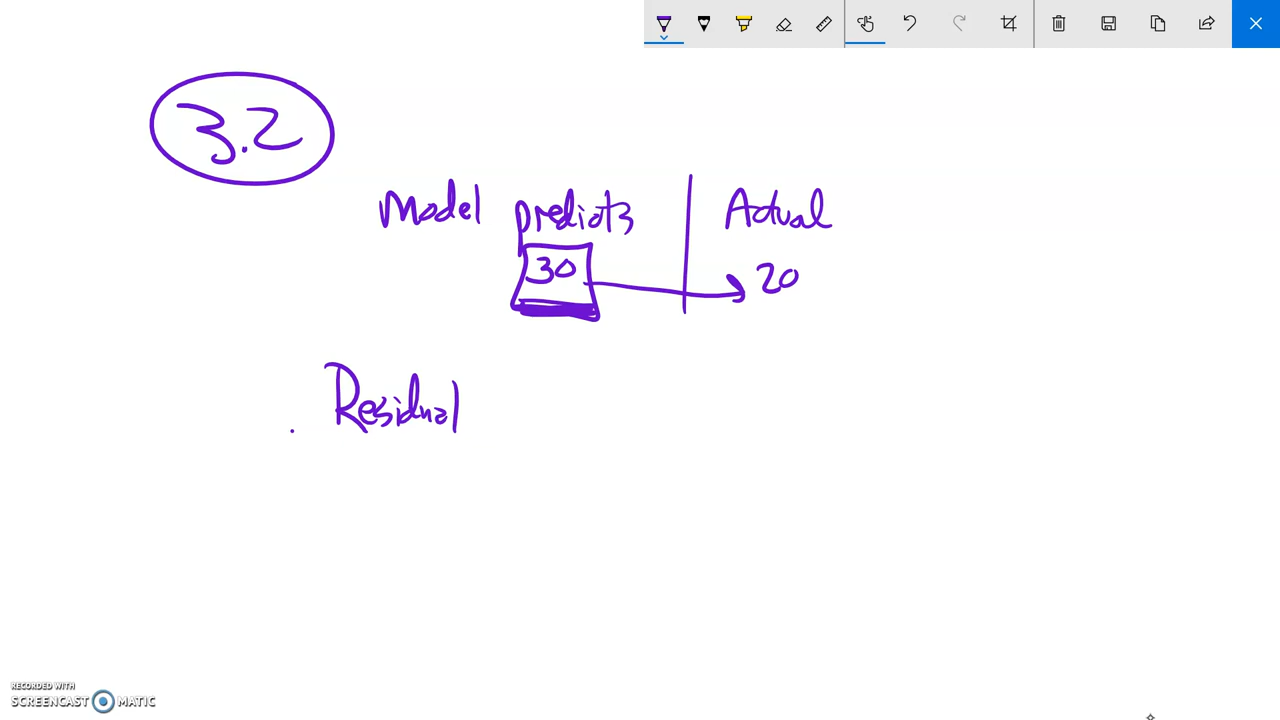 3.2
Model predicts Actual
30 20
Residual
RECORDED WITH
SCREENCAST MATIC